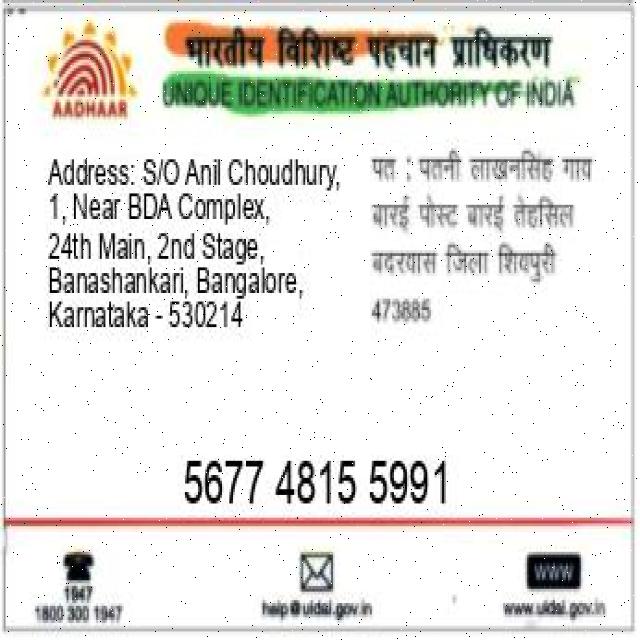 भारतीय विशिष्ट पहचान प्राधिकरण
AADHAAR
UNIQUE IDENTIFICATION AUTHORITY OF INDIA
Address: S/O Anil Choudhury,
1, Near BDA Complex,
24th Main, 2nd Stage,
Banashankari, Bangalore,
Karnataka - 530214
पत : पतनी लाखनसिंह गाव
बारई पोस्ट बारई तेहसिल
बदरवास जिला शिवपुरी
473885
5677 4815 5991
1947
1800 300 1947
help@uidai.gov.in
WWW
www.uidai.gov.in